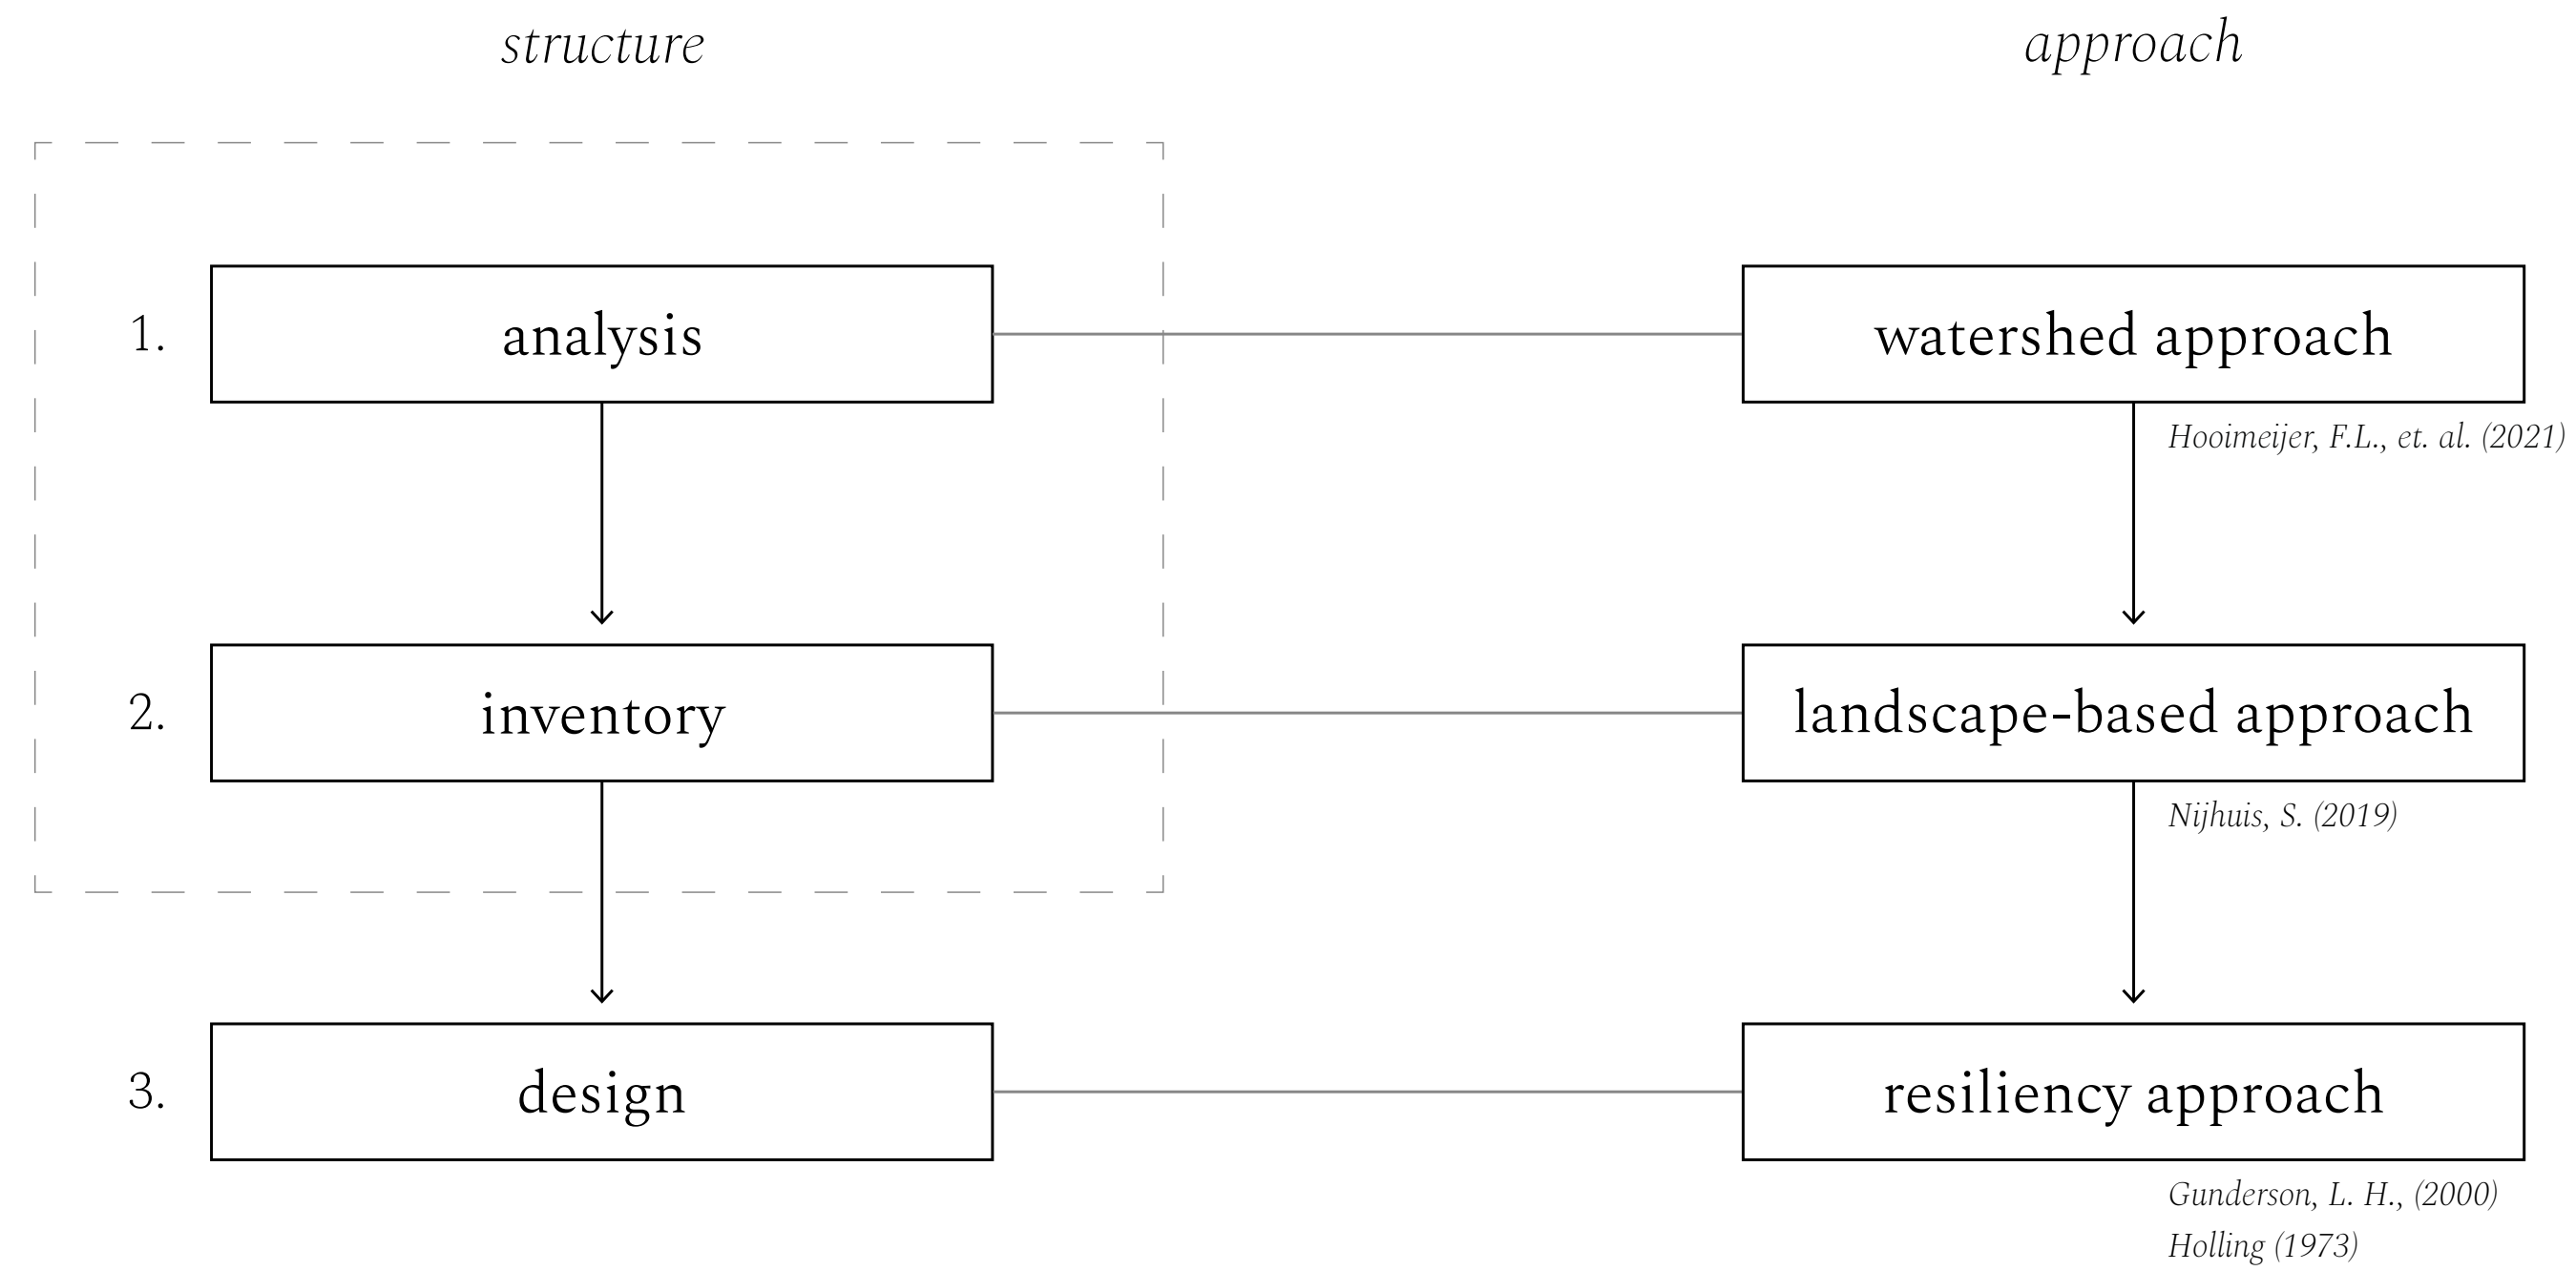 structure
approach
1.
analysis
watershed approach
Hooimeijer, F.L., et. al. (2021)
2.
inventory
landscape-based approach
Nijhuis, S. (2019)
3.
design
resiliency approach
Gunderson, L. H., (2000)
Holling (1973)